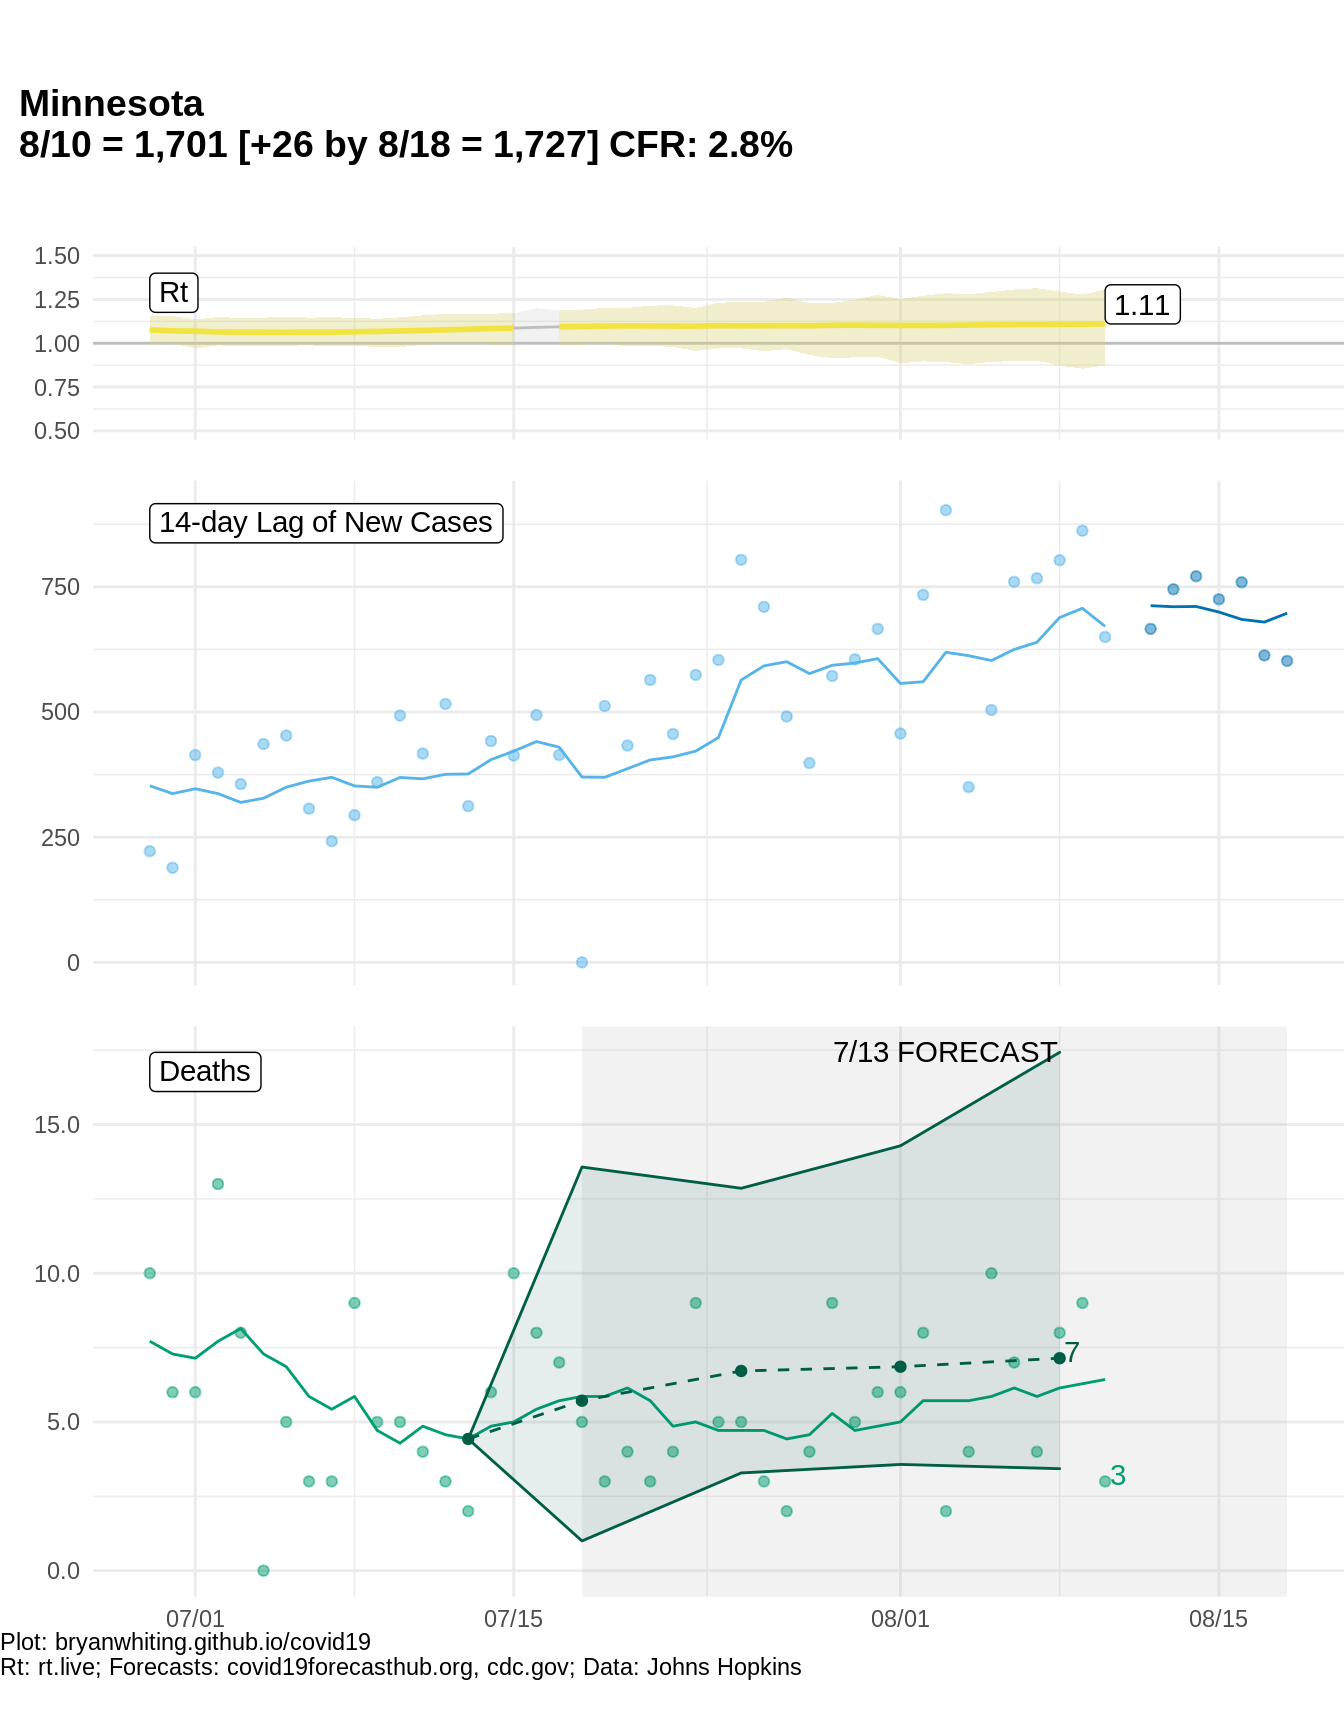 Minnesota
8/10 = 1,701 [+26 by 8/18 = 1,727] CFR: 2.8%
1.50
1.25
1.00
0.75
0.50
Rt
1.11
14-day Lag of New Cases
750
500
250
0
Deaths
7/13 FORECAST
15.0
10.0
5.0
0.0
7
3
07/01
07/15
08/01
08/15
Plot: bryanwhiting.github.io/covid19
Rt: rt.live; Forecasts: covid19forecasthub.org, cdc.gov; Data: Johns Hopkins